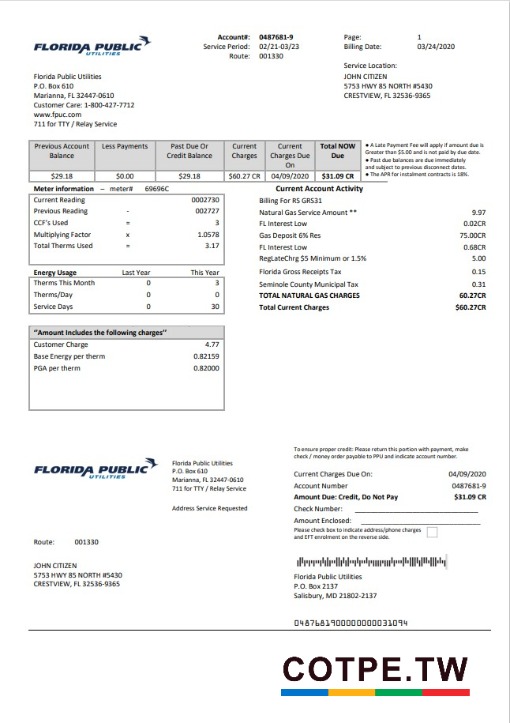 FLORIDA PUBLIC
UTILITIES
Account#: 0487681-9
Service Period: 02/21-03/23
Route: 001330
Page: 1
Billing Date: 03/24/2020
Service Location:
JOHN CITIZEN
5753 HWY 85 NORTH #5430
CRESTVIEW, FL 32536-9365
Florida Public Utilities
P.O. Box 610
Marianna, FL 32447-0610
Customer Care: 1-800-427-7712
www.fpuc.com
711 for TTY / Relay Service
Previous Account Balance Less Payments Past Due Or Credit Balance Current Charges Current Charges Due On Total NOW Due
$29.18 $0.00 $29.18 $60.27 CR 04/09/2020 $31.09 CR
● A Late Payment Fee will apply if amount due is
Greater than $5.00 and is not paid by due date.
● Past due balances are due immediately
and subject to previous disconnect dates.
● The APR for instalment contracts is 18%.
Meter information – meter# 69696C
Current Reading 0002730
Previous Reading - 002727
CCF's Used = 3
Multiplying Factor x 1.0578
Total Therms Used = 3.17
Energy Usage Last Year This Year
Therms This Month 0 3
Therms/Day 0 0
Service Days 0 30
"Amount Includes the following charges"
Customer Charge 4.77
Base Energy per therm 0.82159
PGA per therm 0.82000
Current Account Activity
Billing For RS GRS31
Natural Gas Service Amount ** 9.97
FL Interest Low 0.02CR
Gas Deposit 6% Res 75.00CR
FL Interest Low 0.68CR
RegLateChrg $5 Minimum or 1.5% 5.00
Florida Gross Receipts Tax 0.15
Seminole County Municipal Tax 0.31
TOTAL NATURAL GAS CHARGES 60.27CR
Total Current Charges $60.27CR
FLORIDA PUBLIC
UTILITIES
Florida Public Utilities
P.O. Box 610
Marianna, FL 32447-0610
711 for TTY / Relay Service
Address Service Requested
Route: 001330
JOHN CITIZEN
5753 HWY 85 NORTH #5430
CRESTVIEW, FL 32536-9365
To ensure proper credit: Please return this portion with payment, make
check / money order payable to PPU and indicate account number.
Current Charges Due On: 04/09/2020
Account Number 0487681-9
Amount Due: Credit, Do Not Pay $31.09 CR
Check Number:
Amount Enclosed:
Please check box to indicate address/phone charges
and EFT enrolment on the reverse side.
Florida Public Utilities
P.O. Box 2137
Salisbury, MD 21802-2137
COTPE.TW